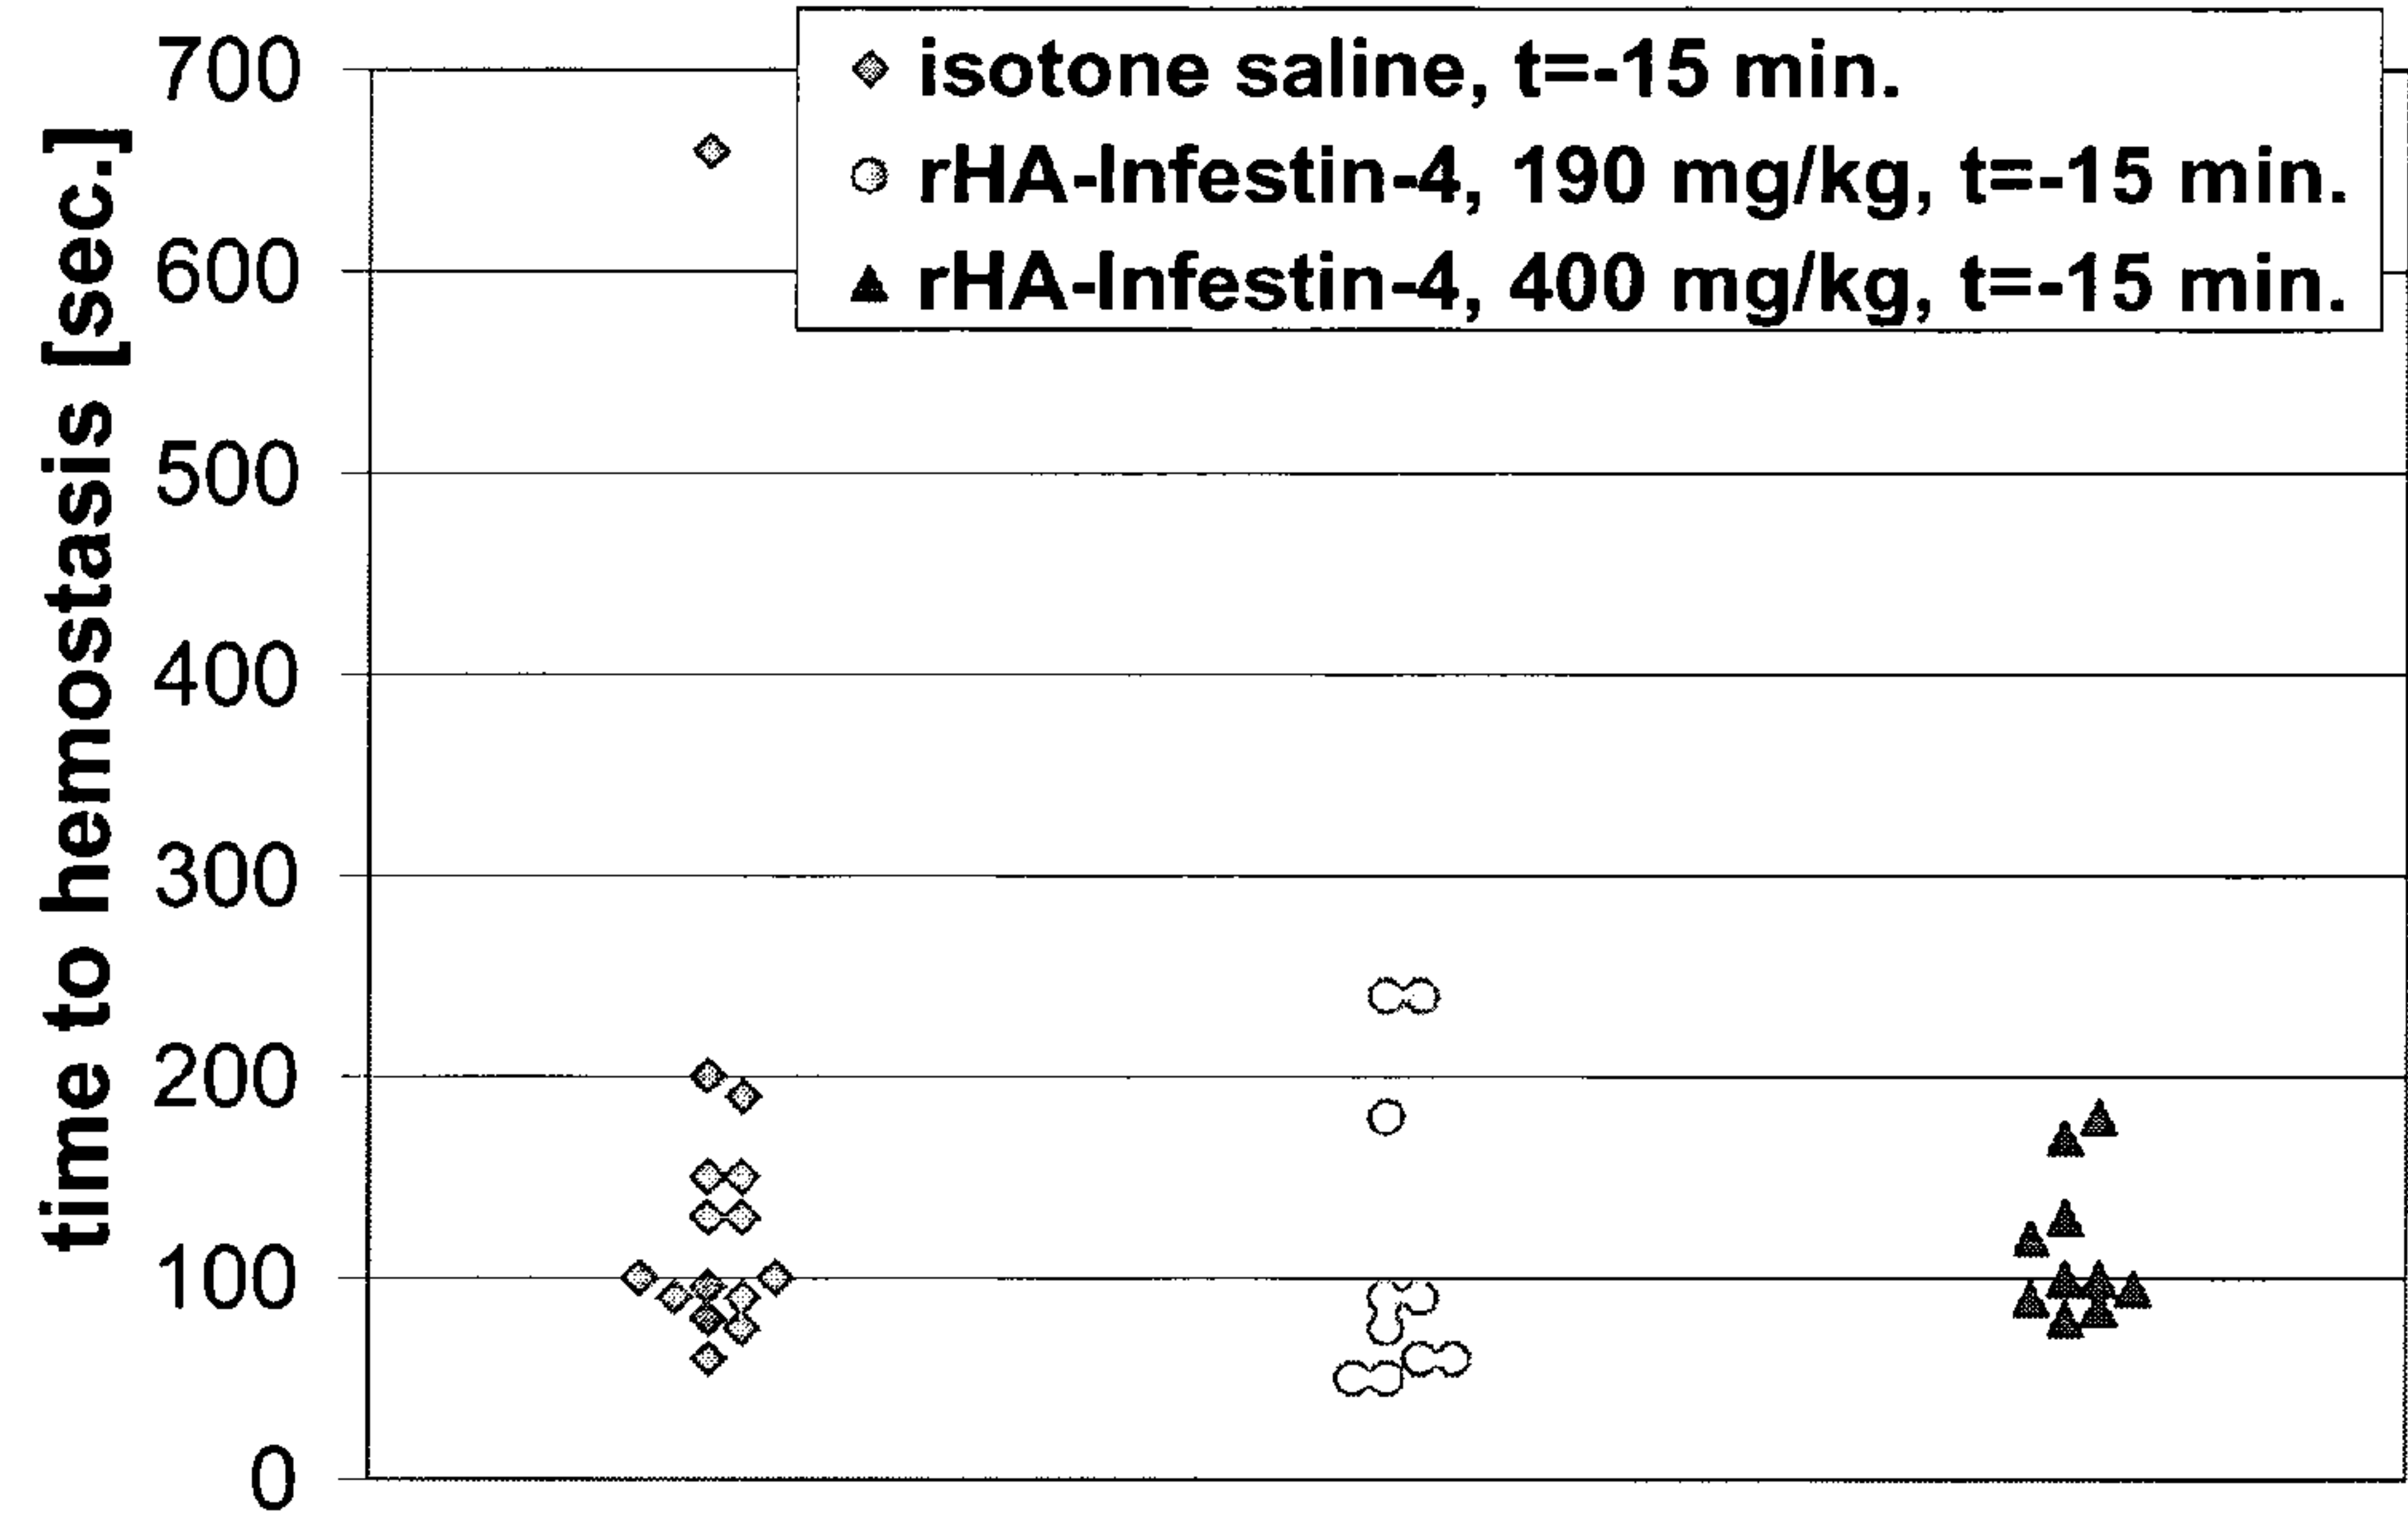 isotone saline, t=-15 min.
rHA-Infestin-4, 190 mg/kg, t=-15 min.
rHA-Infestin-4, 400 mg/kg, t=-15 min.
time to hemostasis [sec.]
700
600
500
400
300
200
100
0